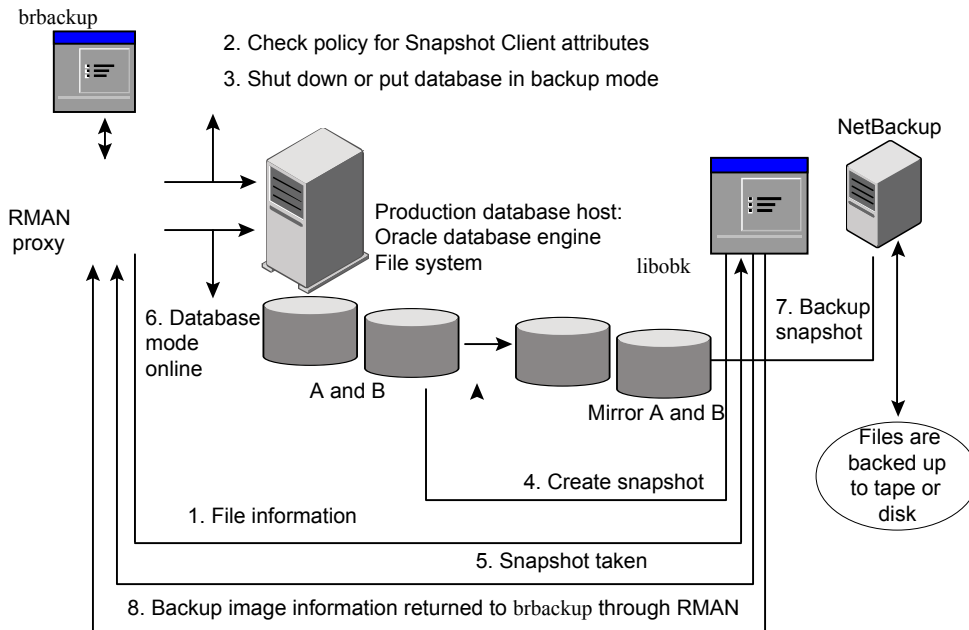 brbackup
2. Check policy for Snapshot Client attributes
3. Shut down or put database in backup mode
NetBackup
RMAN
proxy
Production database host:
Oracle database engine
File system
libobk
6. Database
mode
online
7. Backup
snapshot
A and B
Mirror A and B
Files are
backed up
to tape or
disk
4. Create snapshot
1. File information
5. Snapshot taken
8. Backup image information returned to brbackup through RMAN